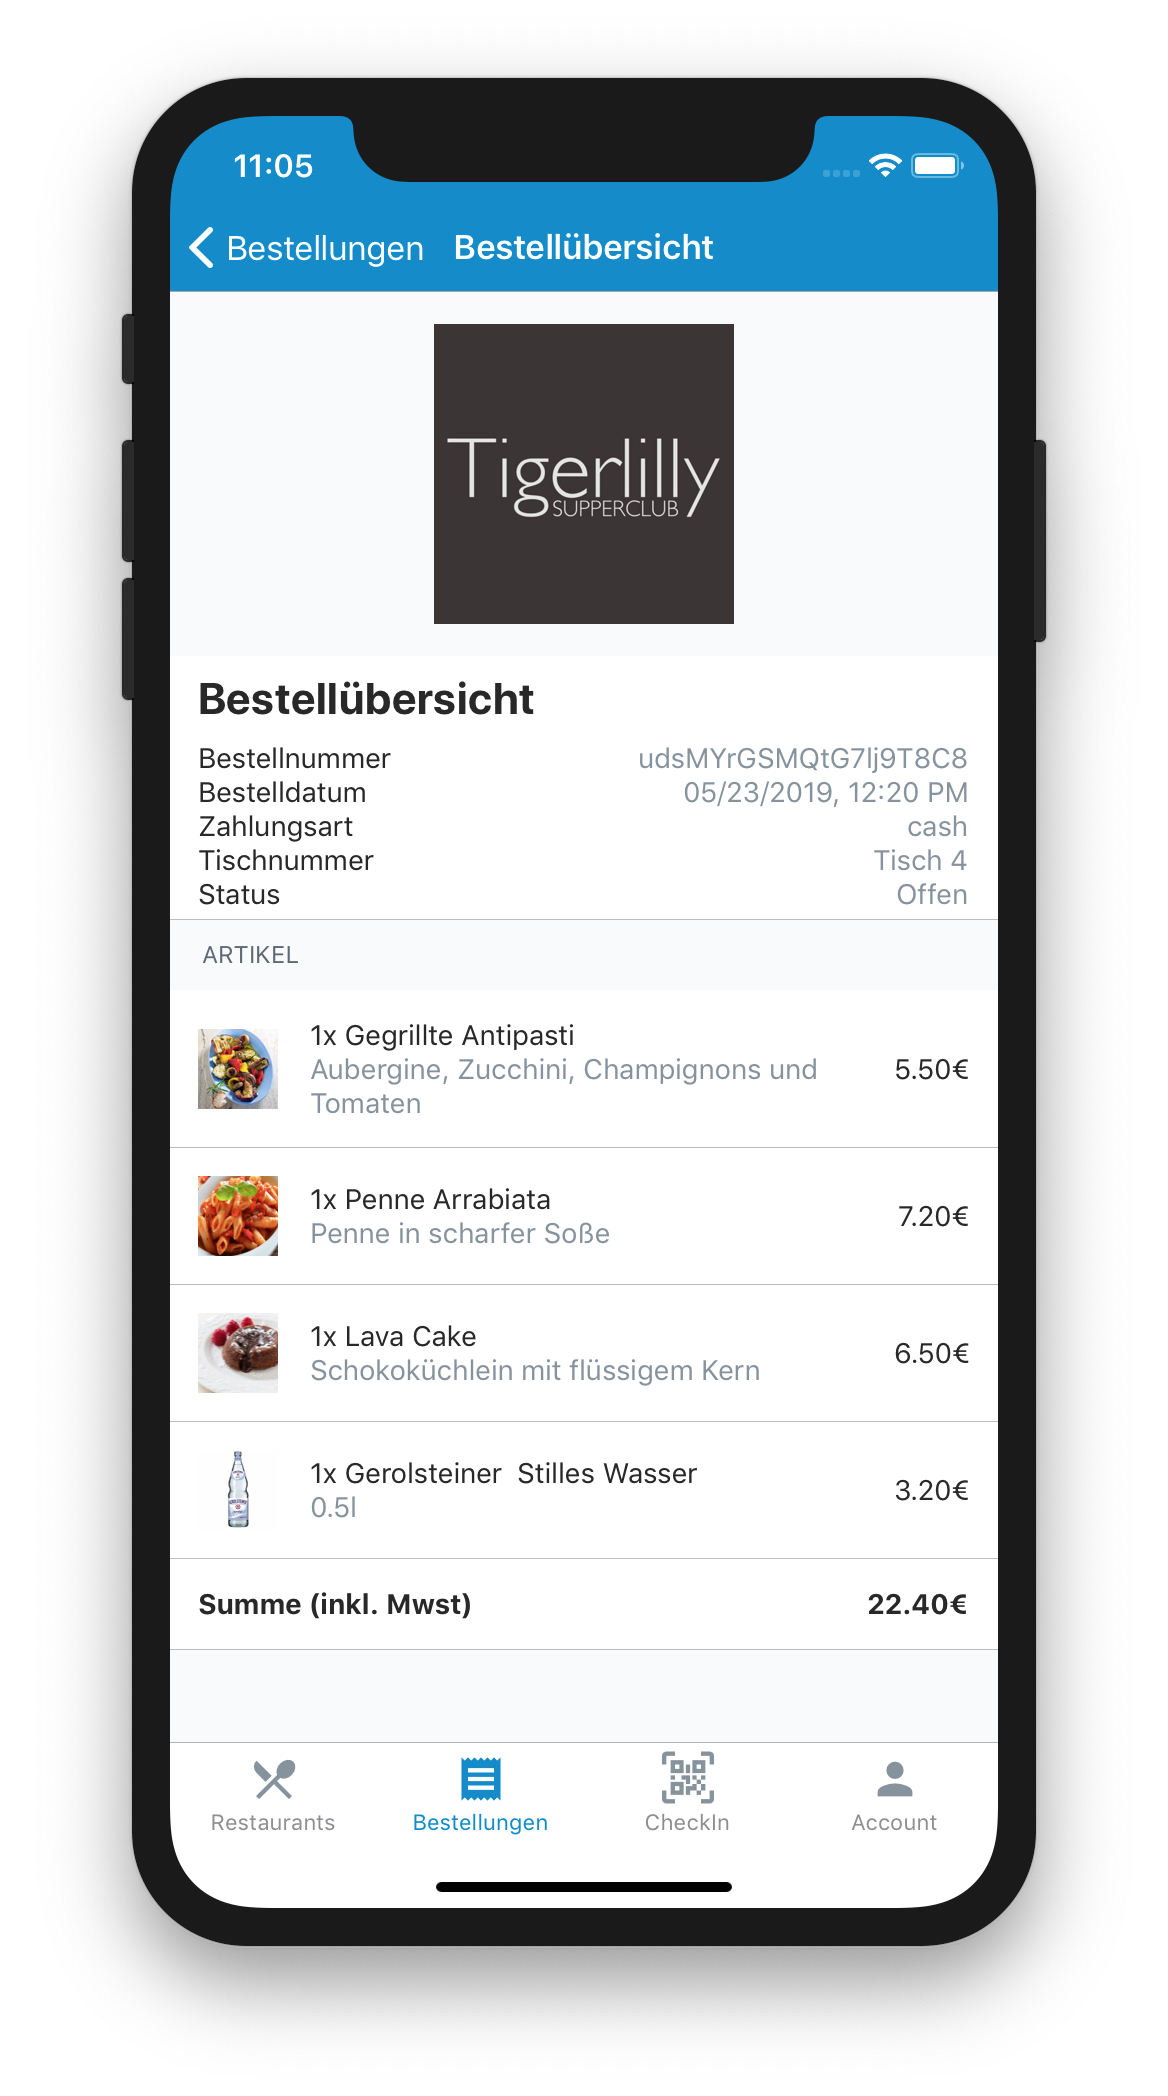 11:05
Bestellungen Bestellübersicht
Tigerlilly
SUPPERCLUB
Bestellübersicht
Bestellnummer udsMYrGSMQtG7lj9T8C8
Bestelldatum 05/23/2019, 12:20 PM
Zahlungsart cash
Tischnummer Tisch 4
Status Offen
ARTIKEL
1x Gegrillte Antipasti
Aubergine, Zucchini, Champignons und
Tomaten
5.50€
1x Penne Arrabiata
Penne in scharfer Soße
7.20€
1x Lava Cake
Schokoküchlein mit flüssigem Kern
6.50€
1x Gerolsteiner  Stilles Wasser
0.5l
3.20€
Summe (inkl. Mwst) 22.40€
Restaurants Bestellungen CheckIn Account